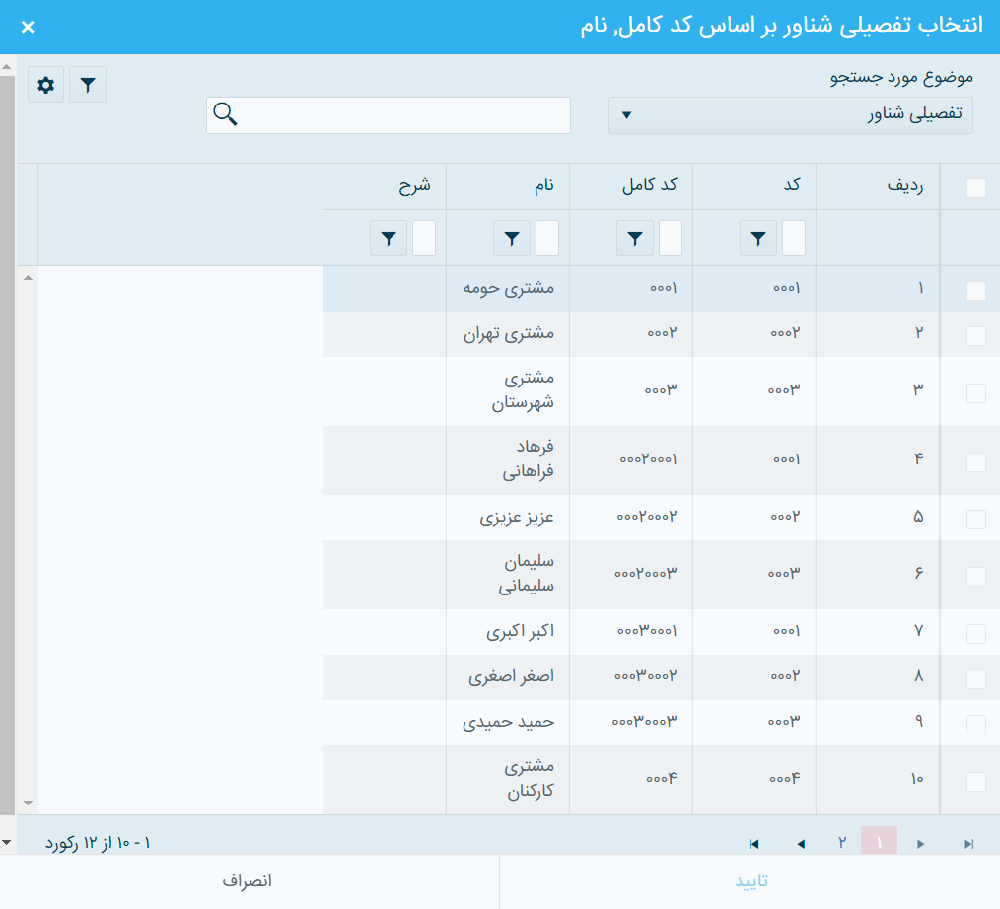 انتخاب تفصیلی شناور بر اساس کد کامل, نام
موضوع مورد جستجو
تفصیلی شناور
ردیف کد کد کامل نام شرح
۱ ۰۰۰۱ ۰۰۰۱ مشتری حومه
۲ ۰۰۰۲ ۰۰۰۲ مشتری تهران
۳ ۰۰۰۳ ۰۰۰۳ مشتری
شهرستان
۴ ۰۰۰۱ ۰۰۰۲۰۰۰۱ فرهاد
فراهانی
۵ ۰۰۰۲ ۰۰۰۲۰۰۰۲ عزیز عزیزی
۶ ۰۰۰۳ ۰۰۰۲۰۰۰۳ سلیمان
سلیمانی
۷ ۰۰۰۱ ۰۰۰۳۰۰۰۱ اکبر اکبری
۸ ۰۰۰۲ ۰۰۰۳۰۰۰۲ اصغر اصغری
۹ ۰۰۰۳ ۰۰۰۳۰۰۰۳ حمید حمیدی
۱۰ ۰۰۰۴ ۰۰۰۴ مشتری
کارکنان
۱ ۲
۱ - ۱۰ از ۱۲ رکورد
تایید انصراف